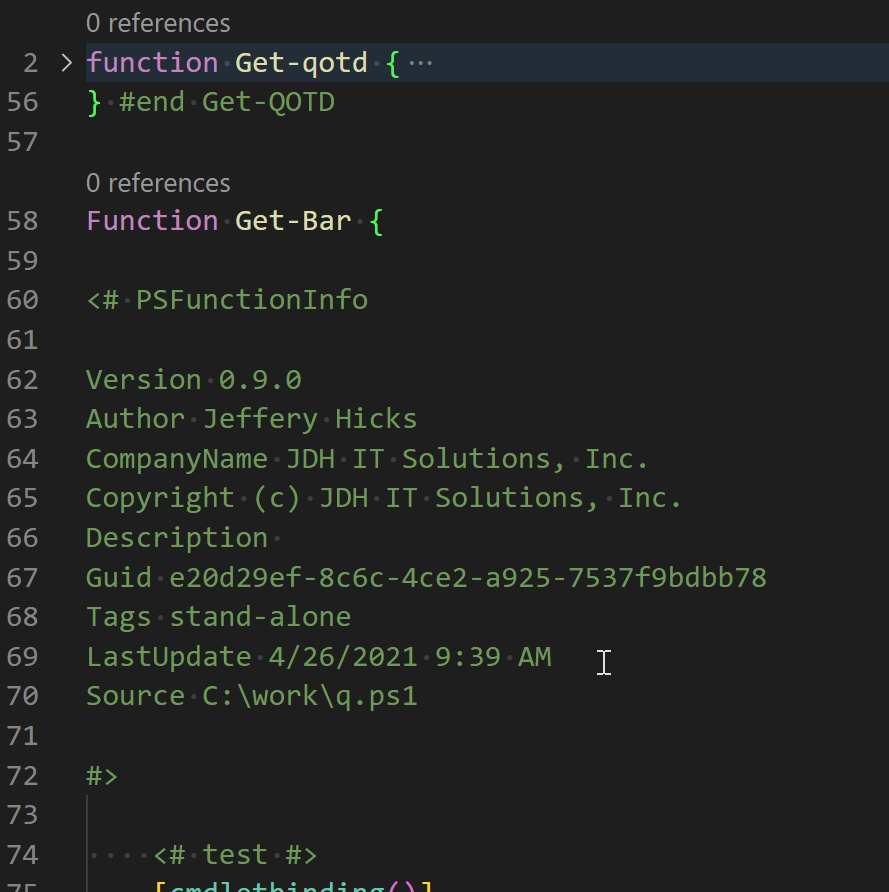 0 references
2 > function Get-qotd { ···
56 } #end Get-QOTD
57
0 references
58 Function Get-Bar {
59
60 <# PSFunctionInfo
61
62 Version 0.9.0
63 Author Jeffery Hicks
64 CompanyName JDH IT Solutions, Inc.
65 Copyright (c) JDH IT Solutions, Inc.
66 Description
67 Guid e20d29ef-8c6c-4ce2-a925-7537f9bdbb78
68 Tags stand-alone
69 LastUpdate 4/26/2021 9:39 AM
70 Source C:\work\q.ps1
71
72 #>
73
74 <# test #>
75 [cmdletbinding()]